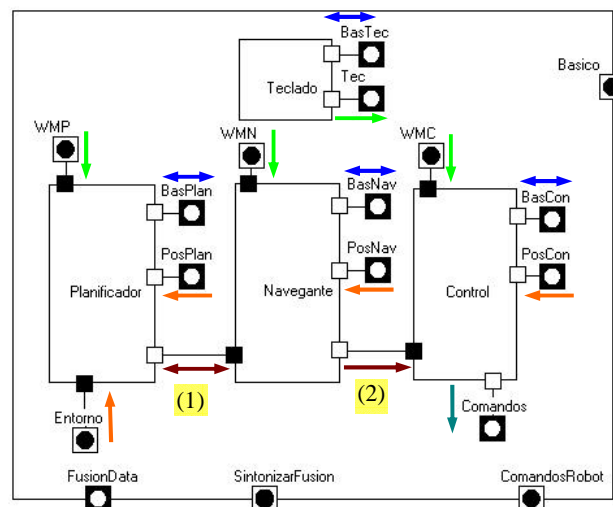 BasTec
Tec
Teclado
Basico
WMP
WMN
WMC
BasPlan
BasNav
BasCon
PosPlan
PosNav
PosCon
Planificador
Navegante
Control
(1)
(2)
Entorno
Comandos
FusionData
SintonizarFusion
ComandosRobot